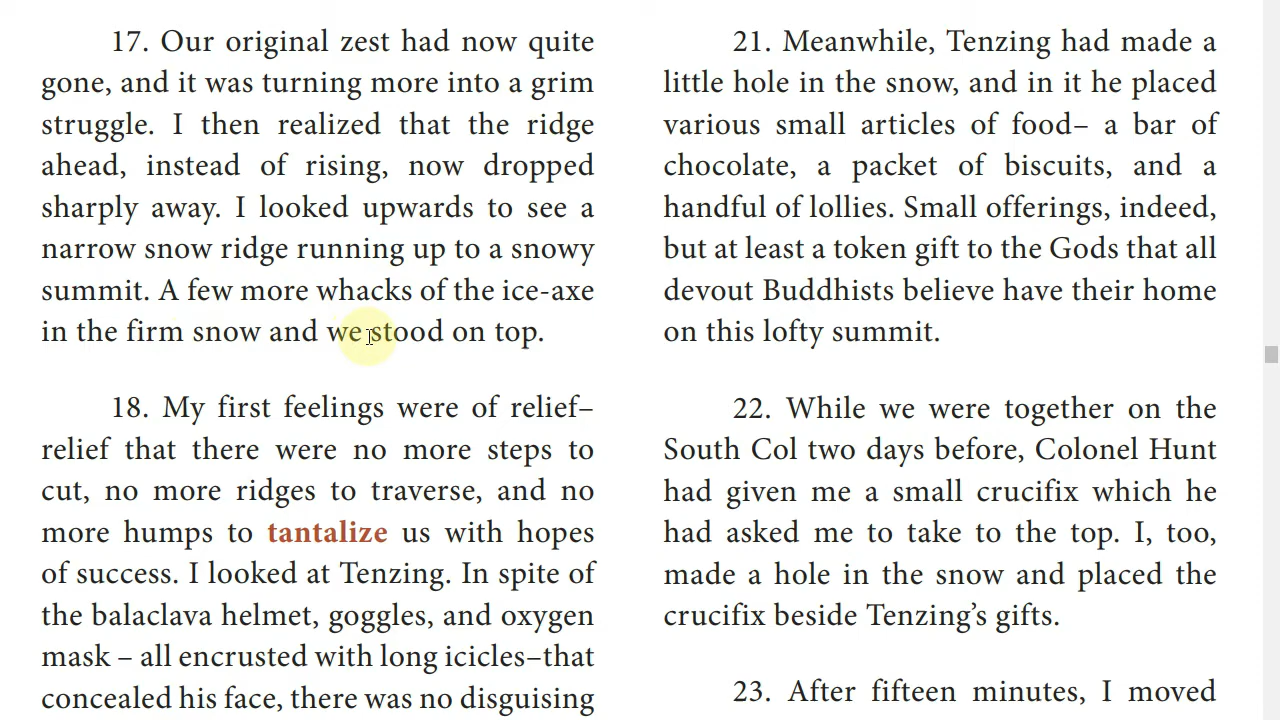 17. Our original zest had now quite
gone, and it was turning more into a grim
struggle. I then realized that the ridge
ahead, instead of rising, now dropped
sharply away. I looked upwards to see a
narrow snow ridge running up to a snowy
summit. A few more whacks of the ice-axe
in the firm snow and we stood on top.
18. My first feelings were of relief–
relief that there were no more steps to
cut, no more ridges to traverse, and no
more humps to tantalize us with hopes
of success. I looked at Tenzing. In spite of
the balaclava helmet, goggles, and oxygen
mask – all encrusted with long icicles–that
concealed his face, there was no disguising
21. Meanwhile, Tenzing had made a
little hole in the snow, and in it he placed
various small articles of food– a bar of
chocolate, a packet of biscuits, and a
handful of lollies. Small offerings, indeed,
but at least a token gift to the Gods that all
devout Buddhists believe have their home
on this lofty summit.
22. While we were together on the
South Col two days before, Colonel Hunt
had given me a small crucifix which he
had asked me to take to the top. I, too,
made a hole in the snow and placed the
crucifix beside Tenzing’s gifts.
23. After fifteen minutes, I moved